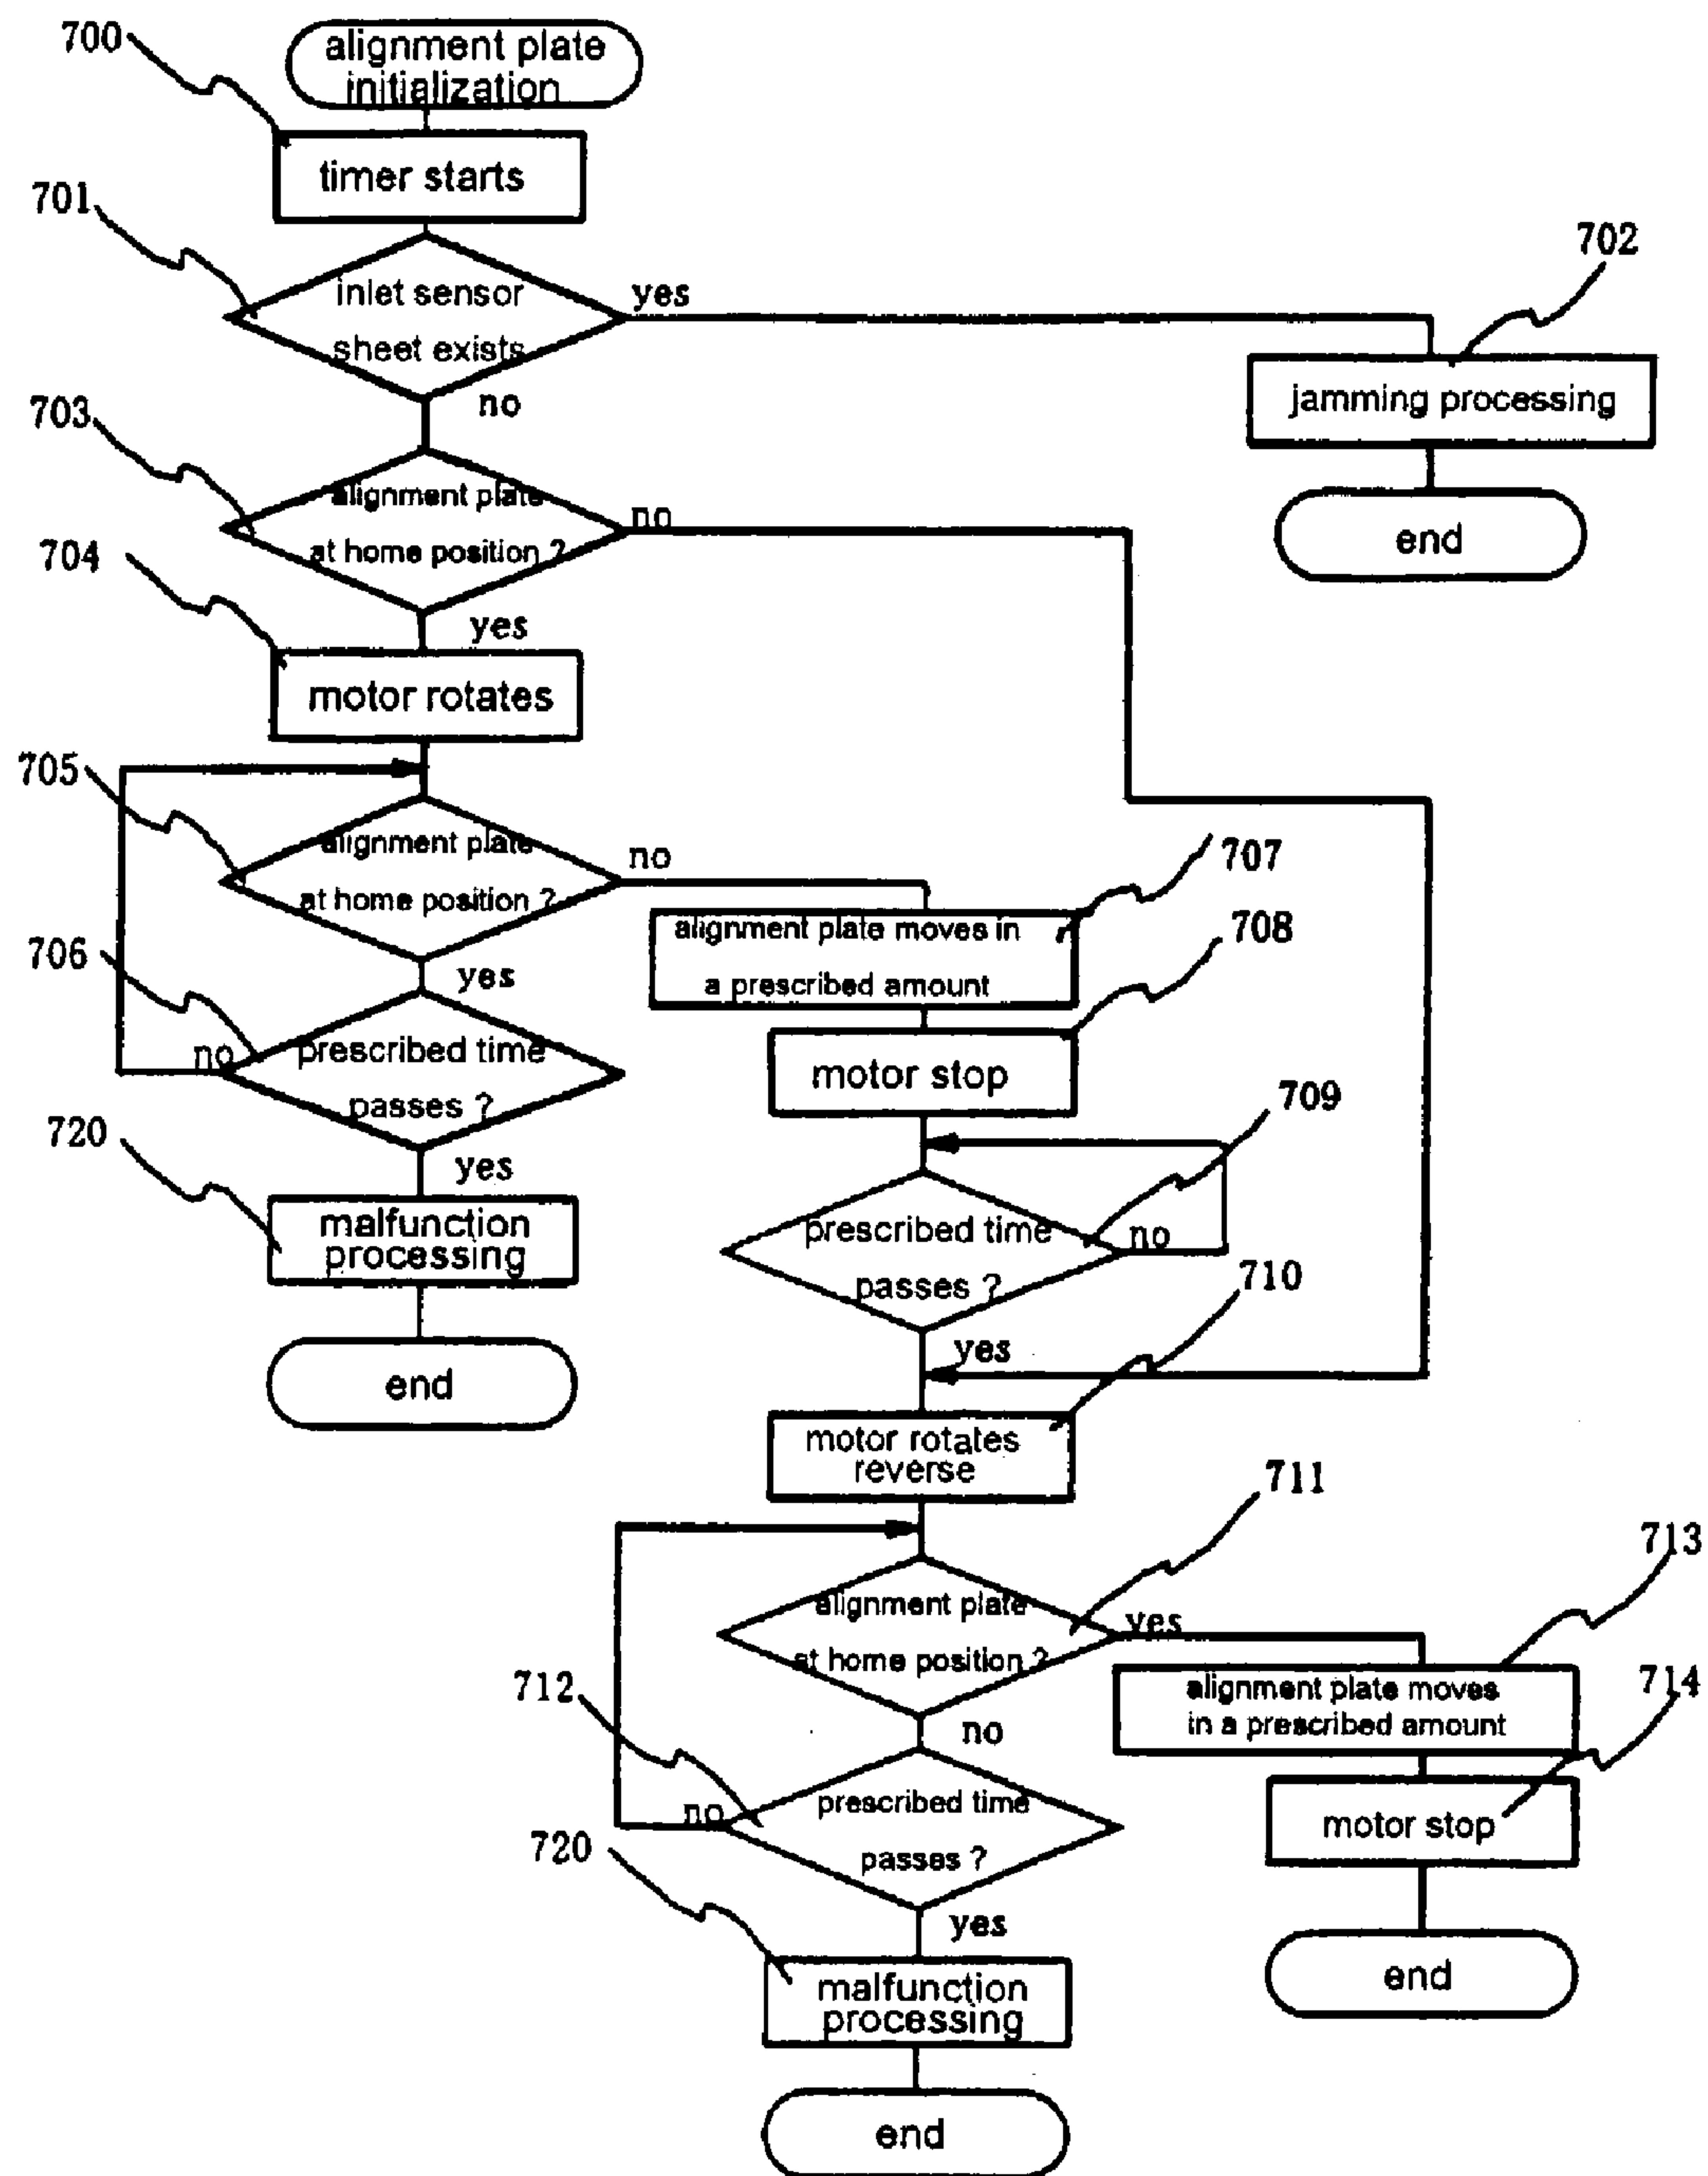 700
alignment plate
initialization
timer starts
701
inlet sensor
sheet exists
yes
no
702
jamming processing
end
703
alignment plate
at home position ?
no
yes
704
motor rotates
705
alignment plate
at home position ?
no
yes
706
prescribed time
passes ?
no
yes
720
malfunction
processing
end
707
alignment plate moves in
a prescribed amount
708
motor stop
709
prescribed time
passes ?
no
yes
710
motor rotates
reverse
711
alignment plate
at home position ?
yes
no
712
prescribed time
passes ?
no
yes
720
malfunction
processing
end
713
alignment plate moves
in a prescribed amount
714
motor stop
end